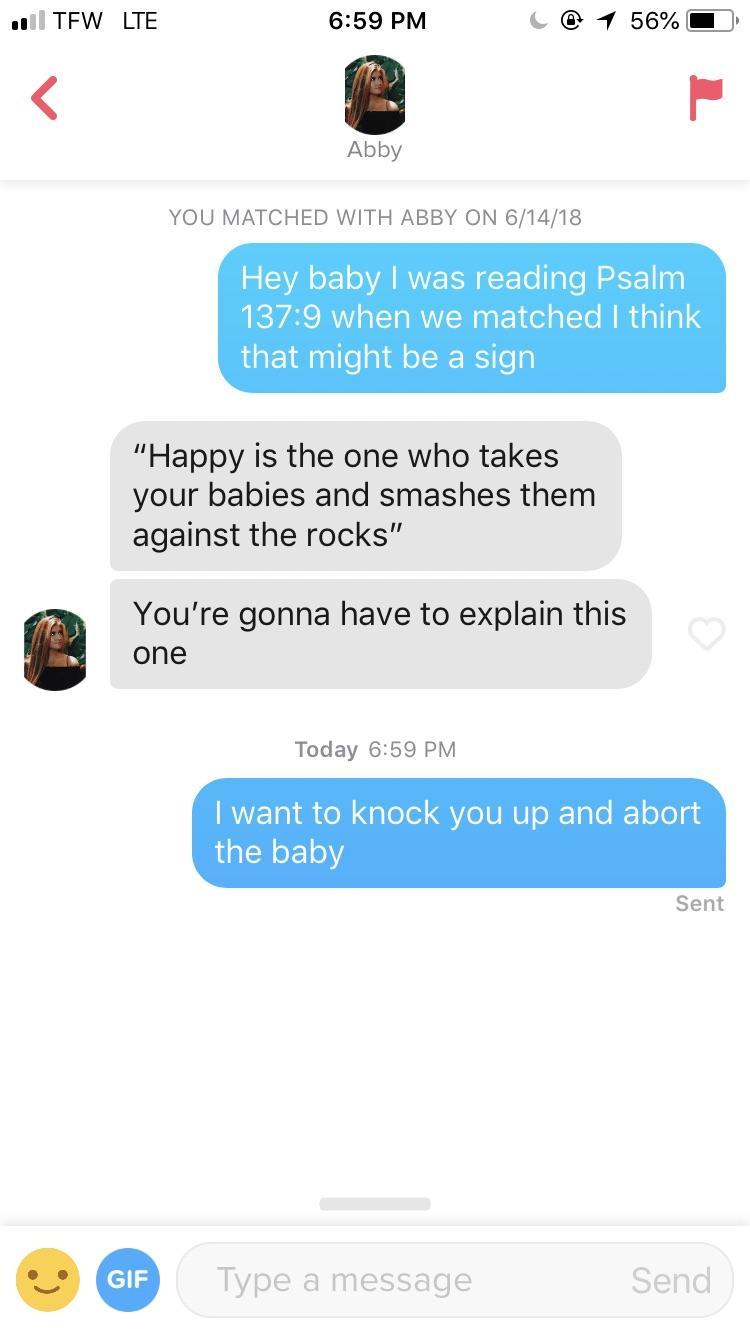 TFW LTE 6:59 PM 56%
Abby
YOU MATCHED WITH ABBY ON 6/14/18
Hey baby I was reading Psalm
137:9 when we matched I think
that might be a sign
“Happy is the one who takes
your babies and smashes them
against the rocks”
You’re gonna have to explain this
one
Today 6:59 PM
I want to knock you up and abort
the baby
Sent
GIF Type a message Send